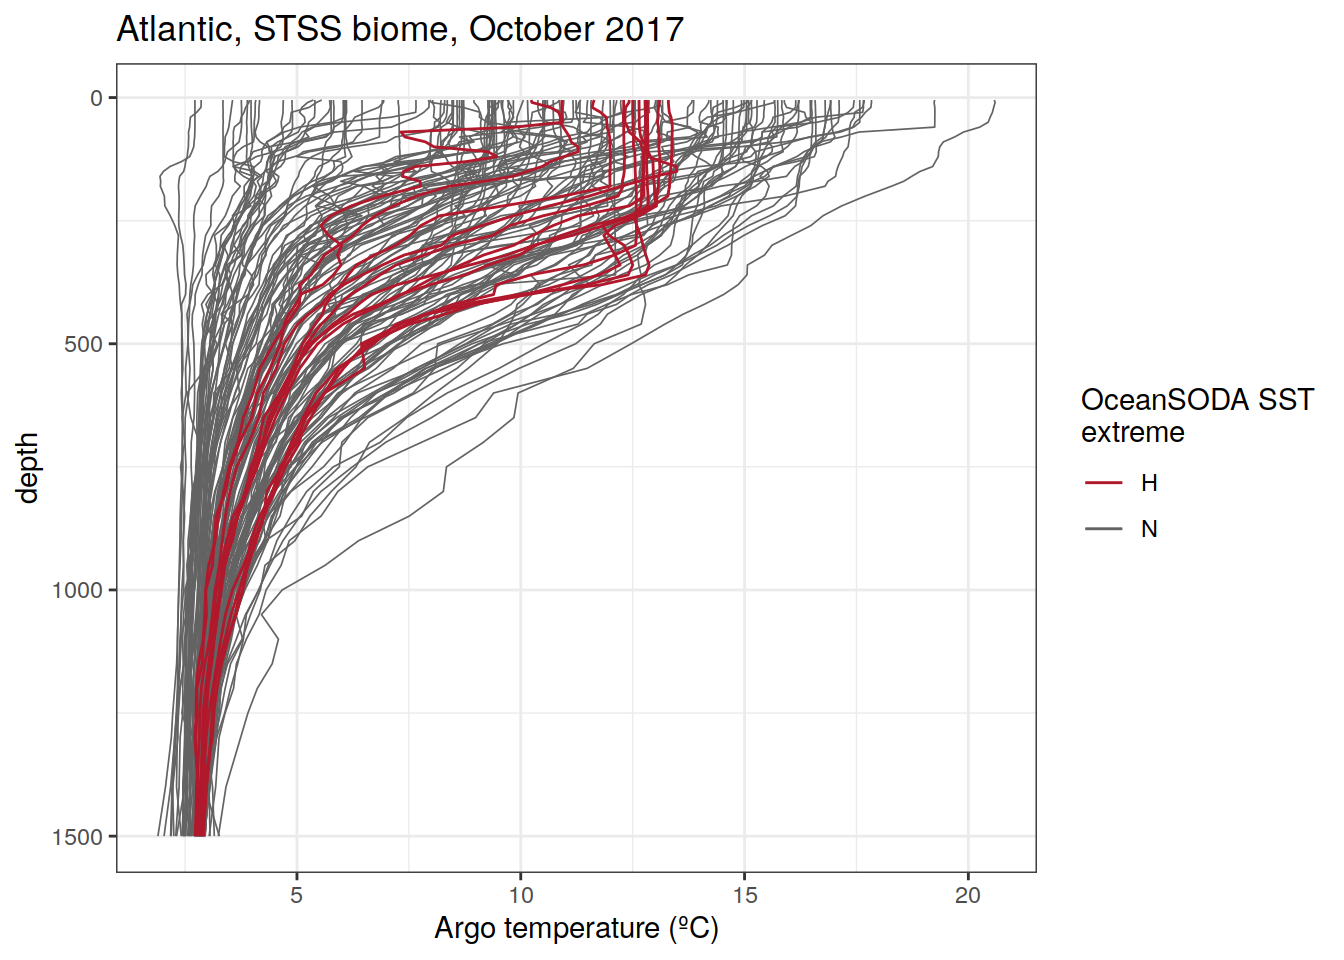 Atlantic, STSS biome, October 2017
0
500
1000
1500
depth
5
10
15
20
Argo temperature (ºC)
OceanSODA SST
extreme
H
N